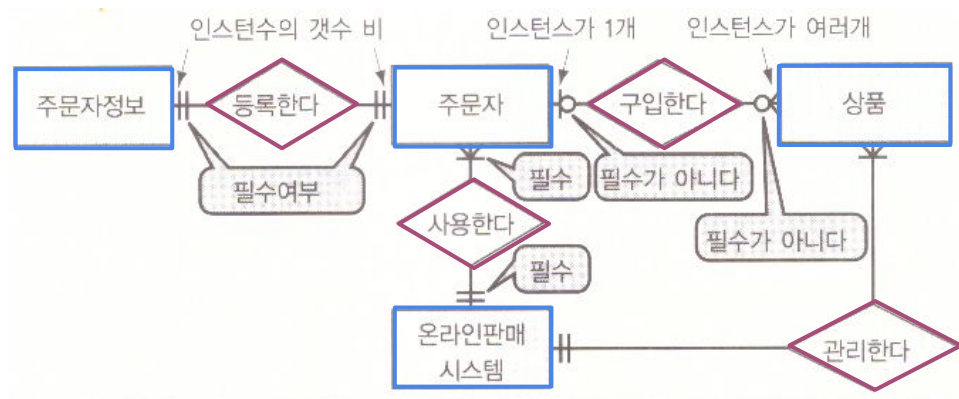 인스턴수의 갯수 비
인스턴스가 1개
인스턴스가 여러개
주문자정보
등록한다
주문자
구입한다
상품
필수여부
필수
필수가 아니다
사용한다
필수가 아니다
필수
온라인판매
시스템
관리한다